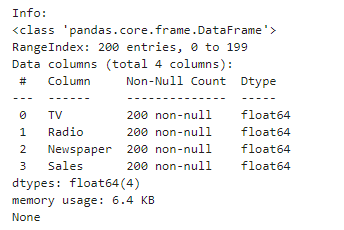 Info:
<class 'pandas.core.frame.DataFrame'>
RangeIndex: 200 entries, 0 to 199
Data columns (total 4 columns):
 #   Column     Non-Null Count  Dtype
---  ------     --------------  -----
 0   TV         200 non-null    float64
 1   Radio      200 non-null    float64
 2   Newspaper  200 non-null    float64
 3   Sales      200 non-null    float64
dtypes: float64(4)
memory usage: 6.4 KB
None